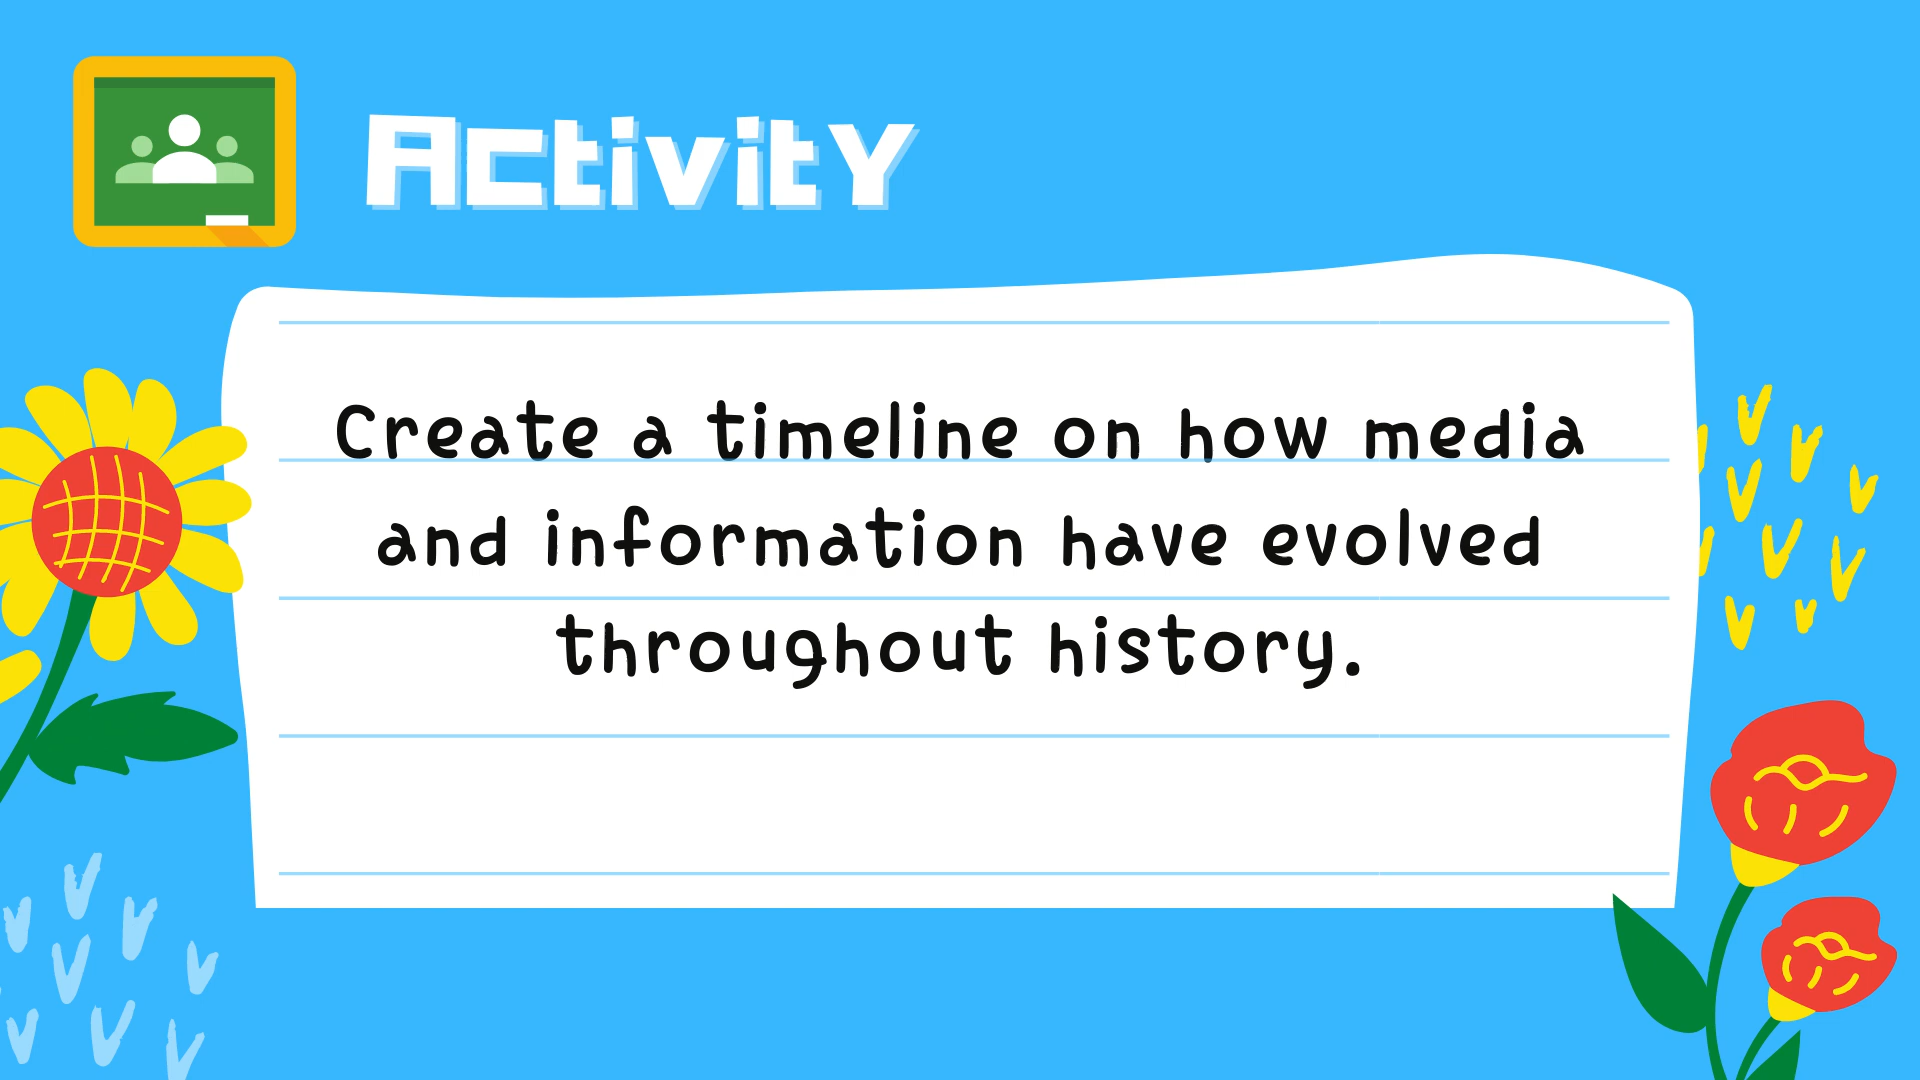 Activity
Create a timeline on how media
and information have evolved
throughout history.